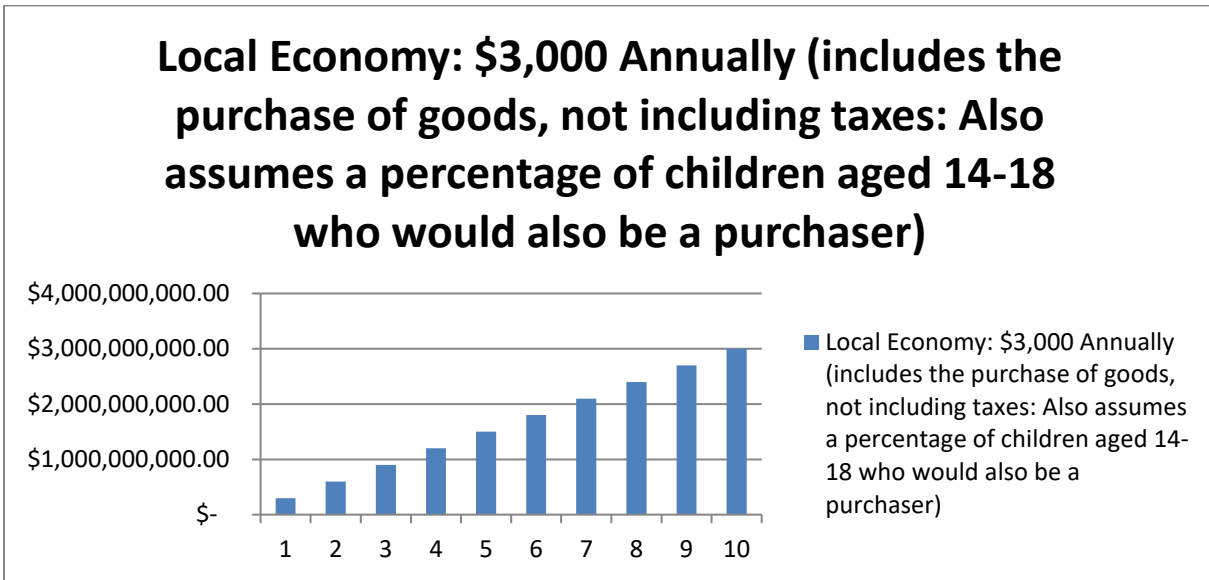 Local Economy: $3,000 Annually (includes the
purchase of goods, not including taxes: Also
assumes a percentage of children aged 14-18
who would also be a purchaser)
$4,000,000,000.00
$3,000,000,000.00
$2,000,000,000.00
$1,000,000,000.00
$-
1 2 3 4 5 6 7 8 9 10
Local Economy: $3,000 Annually
(includes the purchase of goods,
not including taxes: Also assumes
a percentage of children aged 14-
18 who would also be a
purchaser)